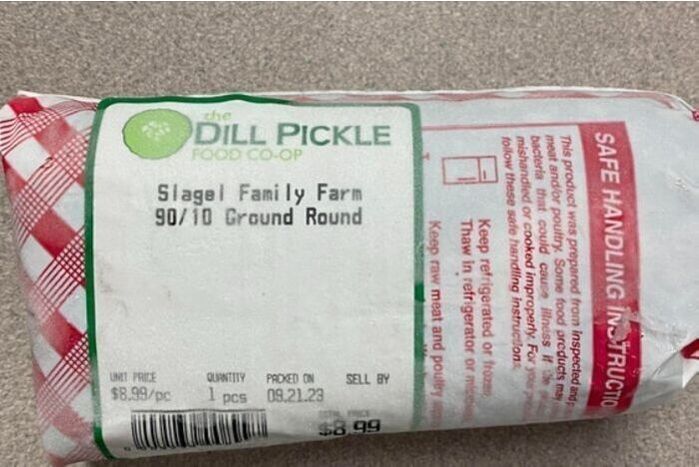 the
DILL PICKLE
FOOD CO-OP
Slagel Family Farm
90/10 Ground Round
UNIT PRICE QUANTITY PACKED ON SELL BY
$8.99/pc 1 pcs 09.21.23
TOTAL PRICE
$8.99
SAFE HANDLING INSTRUCTIO
This product was prepared from inspected and
meat and/or poultry. Some food products may
bacteria that could cause illness if the
mishandled or cooked improperly. For your
follow these safe handling instructions.
Keep refrigerated or frozen.
Thaw in refrigerator or
Keep raw meat and poultry